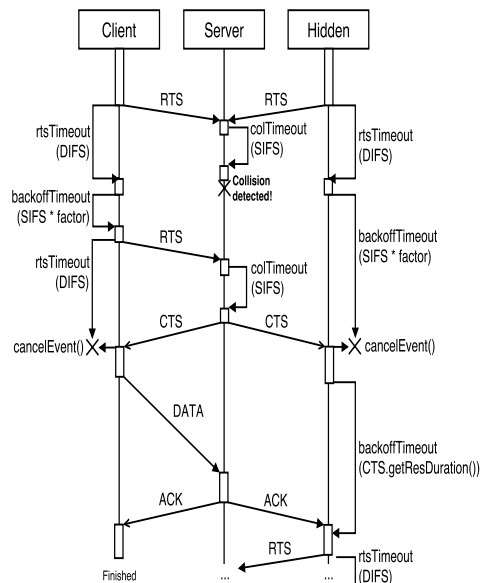 Client Server Hidden
RTS RTS
rtsTimeout
(DIFS)
colTimeout
(SIFS)
rtsTimeout
(DIFS)
Collision
detected!
backoffTimeout
(SIFS * factor)
RTS
backoffTimeout
(SIFS * factor)
rtsTimeout
(DIFS)
colTimeout
(SIFS)
CTS CTS
cancelEvent() cancelEvent()
DATA
backoffTimeout
(CTS.getResDuration())
ACK ACK
RTS
rtsTimeout
(DIFS)
Finished ... ...